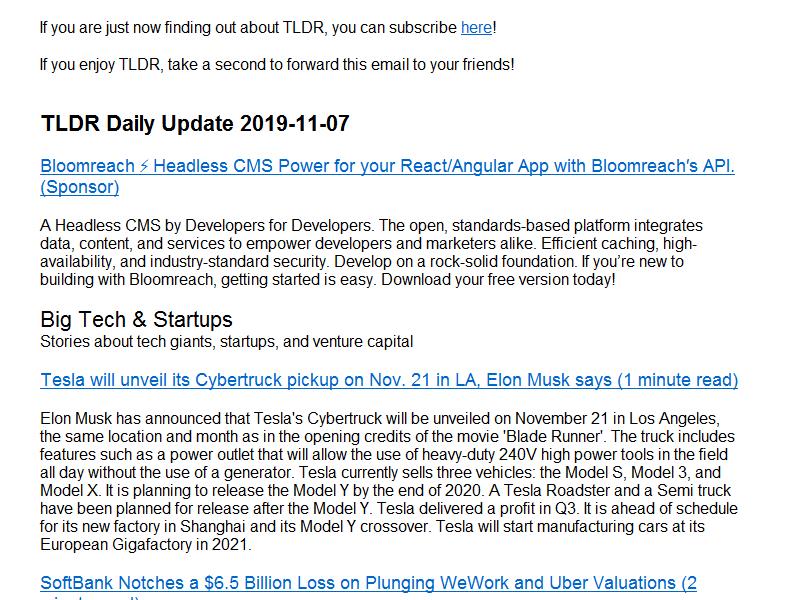 If you are just now finding out about TLDR, you can subscribe here!
If you enjoy TLDR, take a second to forward this email to your friends!
TLDR Daily Update 2019-11-07
Bloomreach ⚡ Headless CMS Power for your React/Angular App with Bloomreach's API.
(Sponsor)
A Headless CMS by Developers for Developers. The open, standards-based platform integrates
data, content, and services to empower developers and marketers alike. Efficient caching, high-
availability, and industry-standard security. Develop on a rock-solid foundation. If you’re new to
building with Bloomreach, getting started is easy. Download your free version today!
Big Tech & Startups
Stories about tech giants, startups, and venture capital
Tesla will unveil its Cybertruck pickup on Nov. 21 in LA, Elon Musk says (1 minute read)
Elon Musk has announced that Tesla's Cybertruck will be unveiled on November 21 in Los Angeles,
the same location and month as in the opening credits of the movie 'Blade Runner'. The truck includes
features such as a power outlet that will allow the use of heavy-duty 240V high power tools in the field
all day without the use of a generator. Tesla currently sells three vehicles: the Model S, Model 3, and
Model X. It is planning to release the Model Y by the end of 2020. A Tesla Roadster and a Semi truck
have been planned for release after the Model Y. Tesla delivered a profit in Q3. It is ahead of schedule
for its new factory in Shanghai and its Model Y crossover. Tesla will start manufacturing cars at its
European Gigafactory in 2021.
SoftBank Notches a $6.5 Billion Loss on Plunging WeWork and Uber Valuations (2